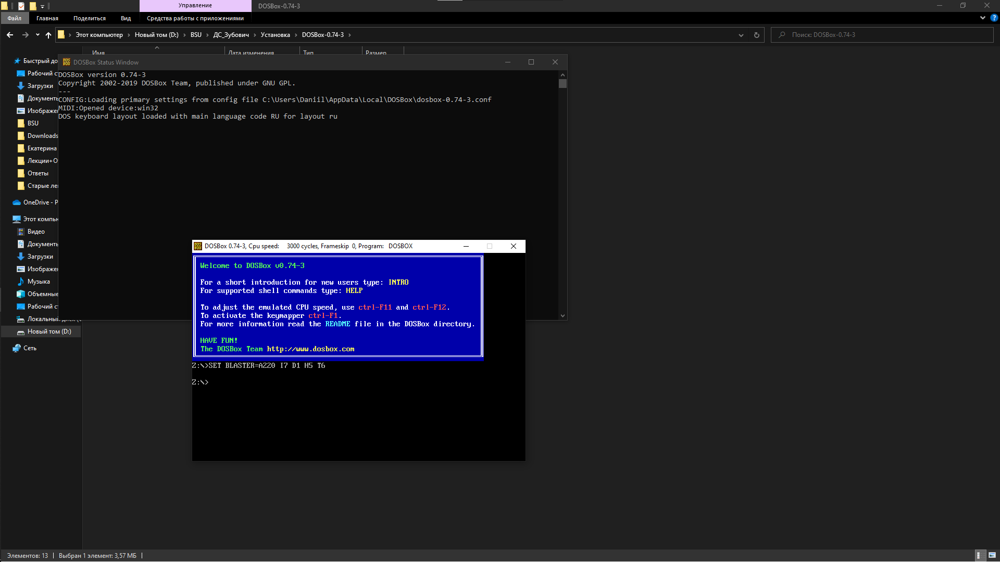 Управление
DOSBox-0.74-3
Файл Главная Поделиться Вид Средства работы с приложениями
Этот компьютер › Новый том (D:) › BSU › ДС_Зубович › Установка › DOSBox-0.74-3 ›
Поиск: DOSBox-0.74-3
Имя Дата изменения Тип Размер
Быстрый до
Рабочий ст
Загрузки
Документь
Изображен
BSU
Downloads
Екатерина
Лекции+О
Ответы
Старые ле
OneDrive - P
Этот компьн
Видео
Документь
Загрузки
Изображен
Музыка
Объемные
Рабочий ст
Локальный диск (C
Новый том (D:)
Сеть
DOSBox Status Window
DOSBox version 0.74-3
Copyright 2002-2019 DOSBox Team, published under GNU GPL.
---
CONFIG:Loading primary settings from config file C:\Users\Daniil\AppData\Local\DOSBox\dosbox-0.74-3.conf
MIDI:Opened device:win32
DOS keyboard layout loaded with main language code RU for layout ru
DOSBox 0.74-3, Cpu speed: 3000 cycles, Frameskip 0, Program: DOSBOX
Welcome to DOSBox v0.74-3
For a short introduction for new users type: INTRO
For supported shell commands type: HELP
To adjust the emulated CPU speed, use ctrl-F11 and ctrl-F12.
To activate the keymapper ctrl-F1.
For more information read the README file in the DOSBox directory.
HAVE FUN!
The DOSBox Team http://www.dosbox.com
Z:\>SET BLASTER=A220 I7 D1 H5 T6
Z:\>
Элементов: 13 Выбран 1 элемент: 3,57 МБ